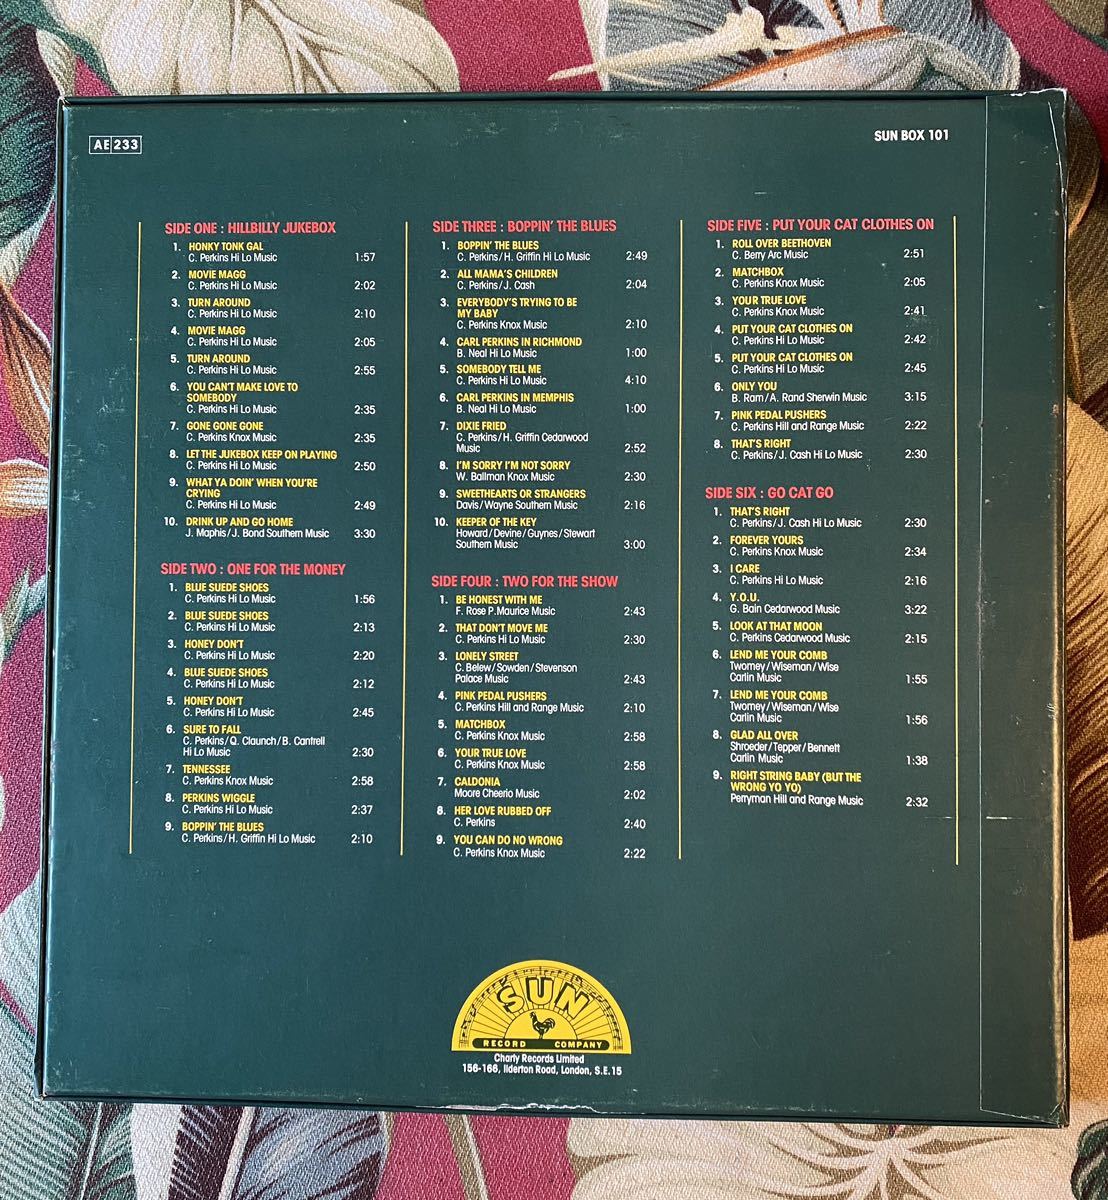 AE 233
SUN BOX 101
SIDE ONE : HILLBILLY JUKEBOX
1. HONKY TONK GAL
C. Perkins Hi Lo Music 1:57
2. MOVIE MAGG
C. Perkins Hi Lo Music 2:02
3. TURN AROUND
C. Perkins Hi Lo Music 2:10
4. MOVIE MAGG
C. Perkins Hi Lo Music 2:05
5. TURN AROUND
C. Perkins Hi Lo Music 2:55
6. YOU CAN'T MAKE LOVE TO
SOMEBODY
C. Perkins Hi Lo Music 2:35
7. GONE GONE GONE
C. Perkins Knox Music 2:35
8. LET THE JUKEBOX KEEP ON PLAYING
C. Perkins Hi Lo Music 2:50
9. WHAT YA DOIN' WHEN YOU'RE
CRYING
C. Perkins Hi Lo Music 2:49
10. DRINK UP AND GO HOME
J. Maphis/J. Bond Southern Music 3:30
SIDE TWO : ONE FOR THE MONEY
1. BLUE SUEDE SHOES
C. Perkins Hi Lo Music 1:56
2. BLUE SUEDE SHOES
C. Perkins Hi Lo Music 2:13
3. HONEY DON'T
C. Perkins Hi Lo Music 2:20
4. BLUE SUEDE SHOES
C. Perkins Hi Lo Music 2:12
5. HONEY DON'T
C. Perkins Hi Lo Music 2:45
6. SURE TO FALL
C. Perkins/Q. Claunch/B. Cantrell
Hi Lo Music 2:30
7. TENNESSEE
C. Perkins Knox Music 2:58
8. PERKINS WIGGLE
C. Perkins Hi Lo Music 2:37
9. BOPPIN' THE BLUES
C. Perkins/H. Griffin Hi Lo Music 2:10
SIDE THREE : BOPPIN' THE BLUES
1. BOPPIN' THE BLUES
C. Perkins/H. Griffin Hi Lo Music 2:49
2. ALL MAMA'S CHILDREN
C. Perkins/J. Cash 2:04
3. EVERYBODY'S TRYING TO BE
MY BABY
C. Perkins Knox Music 2:10
4. CARL PERKINS IN RICHMOND
B. Neal Hi Lo Music 1:00
5. SOMEBODY TELL ME
C. Perkins Hi Lo Music 4:10
6. CARL PERKINS IN MEMPHIS
B. Neal Hi Lo Music 1:00
7. DIXIE FRIED
C. Perkins/H. Griffin Cedarwood
Music 2:52
8. I'M SORRY I'M NOT SORRY
W. Ballman Knox Music 2:30
9. SWEETHEARTS OR STRANGERS
Davis/Wayne Southern Music 2:16
10. KEEPER OF THE KEY
Howard/Devine/Guynes/Stewart
Southern Music 3:00
SIDE FOUR : TWO FOR THE SHOW
1. BE HONEST WITH ME
F. Rose P.Maurice Music 2:43
2. THAT DON'T MOVE ME
C. Perkins Hi Lo Music 2:30
3. LONELY STREET
C. Belew/Sowden/Stevenson
Palace Music 2:43
4. PINK PEDAL PUSHERS
C. Perkins Hill and Range Music 2:10
5. MATCHBOX
C. Perkins Knox Music 2:58
6. YOUR TRUE LOVE
C. Perkins Knox Music 2:58
7. CALDONIA
Moore Cheerio Music 2:02
8. HER LOVE RUBBED OFF
C. Perkins 2:40
9. YOU CAN DO NO WRONG
C. Perkins Knox Music 2:22
SIDE FIVE : PUT YOUR CAT CLOTHES ON
1. ROLL OVER BEETHOVEN
C. Berry Arc Music 2:51
2. MATCHBOX
C. Perkins Knox Music 2:05
3. YOUR TRUE LOVE
C. Perkins Knox Music 2:41
4. PUT YOUR CAT CLOTHES ON
C. Perkins Hi Lo Music 2:42
5. PUT YOUR CAT CLOTHES ON
C. Perkins Hi Lo Music 2:45
6. ONLY YOU
B. Ram/A. Rand Sherwin Music 3:15
7. PINK PEDAL PUSHERS
C. Perkins Hill and Range Music 2:22
8. THAT'S RIGHT
C. Perkins/J. Cash Hi Lo Music 2:30
SIDE SIX : GO CAT GO
1. THAT'S RIGHT
C. Perkins/J. Cash Hi Lo Music 2:30
2. FOREVER YOURS
C. Perkins Knox Music 2:34
3. I CARE
C. Perkins Hi Lo Music 2:16
4. Y.O.U.
G. Bain Cedarwood Music 3:22
5. LOOK AT THAT MOON
C. Perkins Cedarwood Music 2:15
6. LEND ME YOUR COMB
Twomey/Wiseman/Wise
Carlin Music 1:55
7. LEND ME YOUR COMB
Twomey/Wiseman/Wise
Carlin Music 1:56
8. GLAD ALL OVER
Shroeder/Tepper/Bennett
Carlin Music 1:38
9. RIGHT STRING BABY (BUT THE
WRONG YO YO)
Perryman Hill and Range Music 2:32
SUN
RECORD COMPANY
Charly Records Limited
156-166, Ilderton Road, London, S.E.15